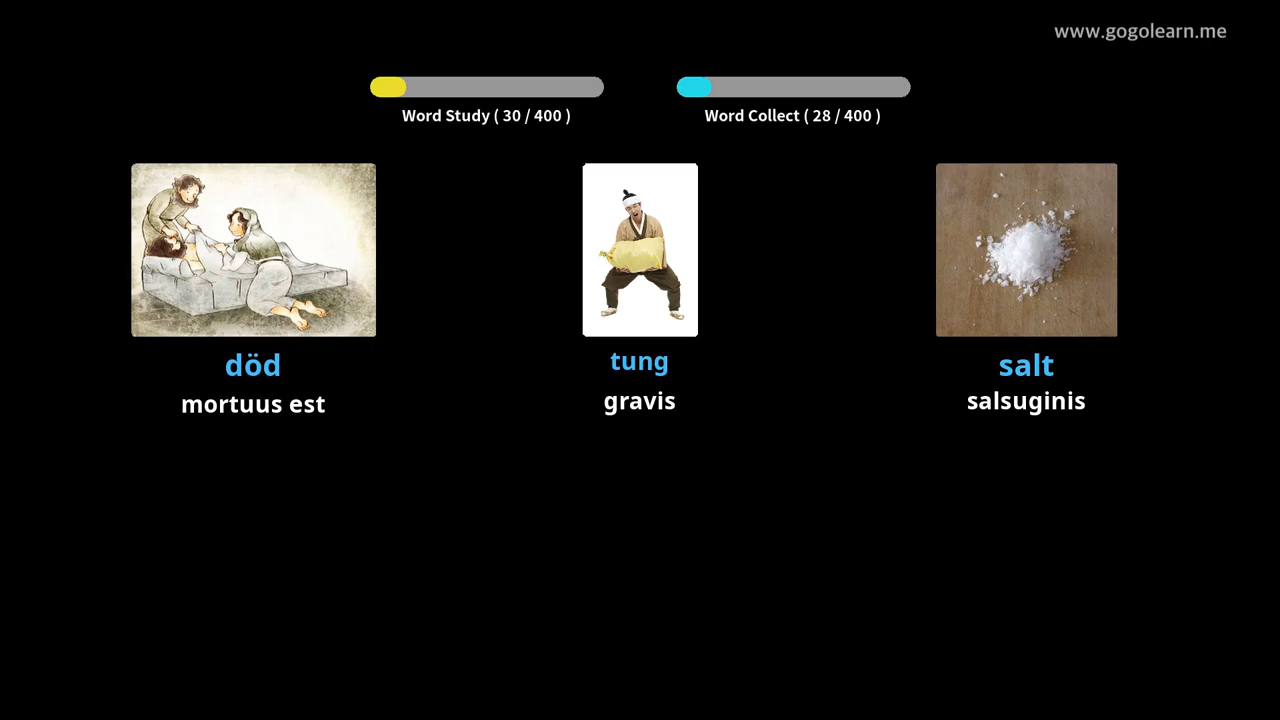 www.gogolearn.me
Word Study ( 30 / 400 )
Word Collect ( 28 / 400 )
död
tung
salt
mortuus est
gravis
salsuginis